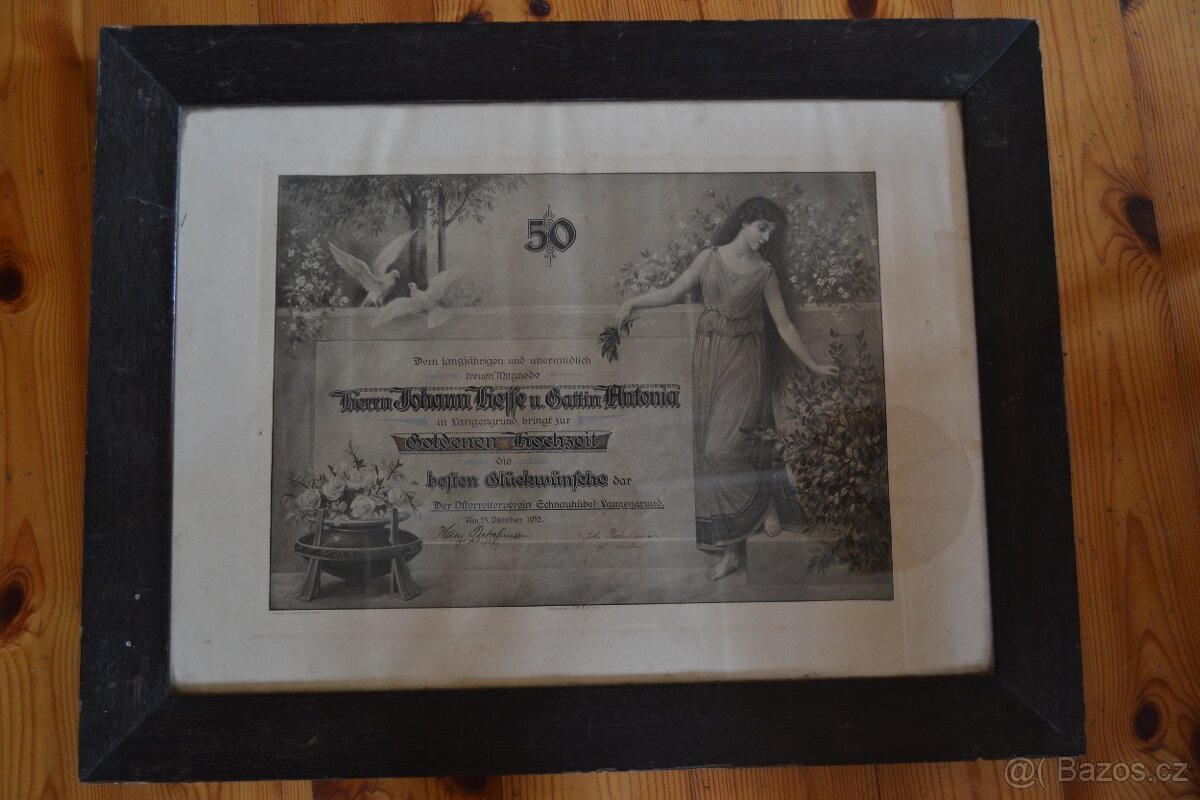 50
Dem langjährigen und unermüdlich
treuen Mitgliede
Herrn Johann Hesse u. Gattin Antonia
in Langengrund, bringt zur
Goldenen Hochzeit
die
besten Glückwünsche dar
Der Osterreiterverein Schnauhübel-Langengrund.
Am 23. Oktober 1932.
@( Bazos.cz